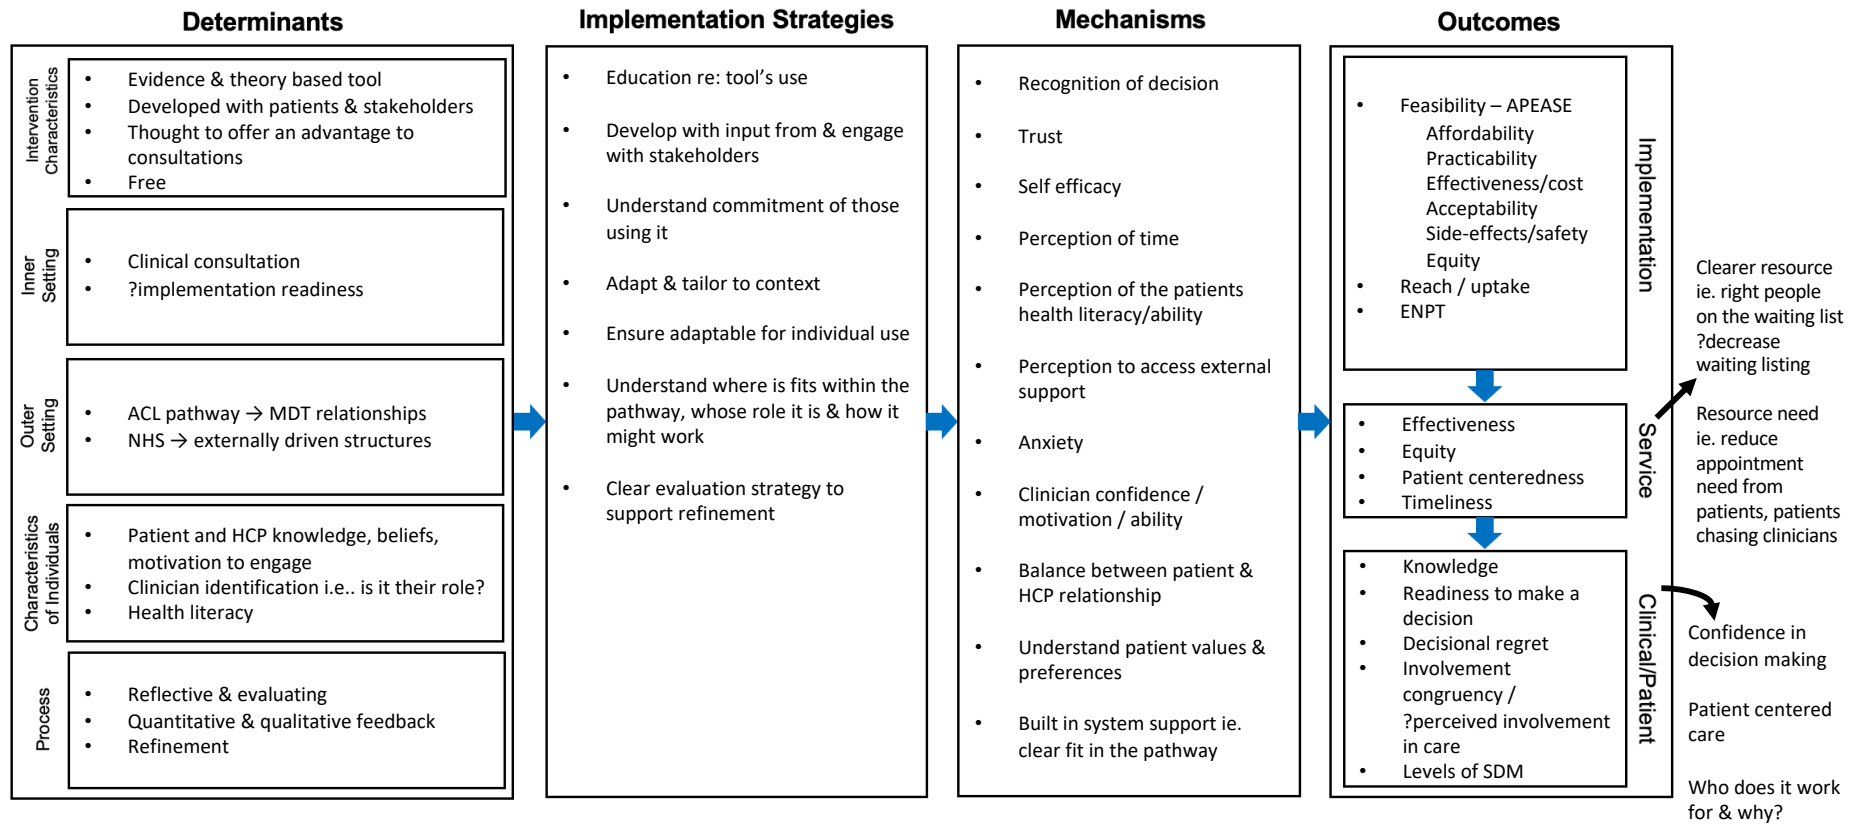 Determinants
Intervention
Characteristics
• Evidence & theory based tool
• Developed with patients & stakeholders
• Thought to offer an advantage to
consultations
• Free
Inner
Setting
• Clinical consultation
• ?implementation readiness
Outer
Setting
• ACL pathway → MDT relationships
• NHS → externally driven structures
Characteristics
of Individuals
• Patient and HCP knowledge, beliefs,
motivation to engage
• Clinician identification i.e.. is it their role?
• Health literacy
Process
• Reflective & evaluating
• Quantitative & qualitative feedback
• Refinement
Implementation Strategies
• Education re: tool's use
• Develop with input from & engage
with stakeholders
• Understand commitment of those
using it
• Adapt & tailor to context
• Ensure adaptable for individual use
• Understand where is fits within the
pathway, whose role it is & how it
might work
• Clear evaluation strategy to
support refinement
Mechanisms
• Recognition of decision
• Trust
• Self efficacy
• Perception of time
• Perception of the patients
health literacy/ability
• Perception to access external
support
• Anxiety
• Clinician confidence /
motivation / ability
• Balance between patient &
HCP relationship
• Understand patient values &
preferences
• Built in system support ie.
clear fit in the pathway
Outcomes
• Feasibility – APEASE
Affordability
Practicability
Effectiveness/cost
Acceptability
Side-effects/safety
Equity
• Reach / uptake
• ENPT
Implementation
• Effectiveness
• Equity
• Patient centeredness
• Timeliness
Service
• Knowledge
• Readiness to make a
decision
• Decisional regret
• Involvement
congruency /
?perceived involvement
in care
• Levels of SDM
Clinical/Patient
Clearer resource
ie. right people
on the waiting list
?decrease
waiting listing
Resource need
ie. reduce
appointment
need from
patients, patients
chasing clinicians
Confidence in
decision making
Patient centered
care
Who does it work
for & why?